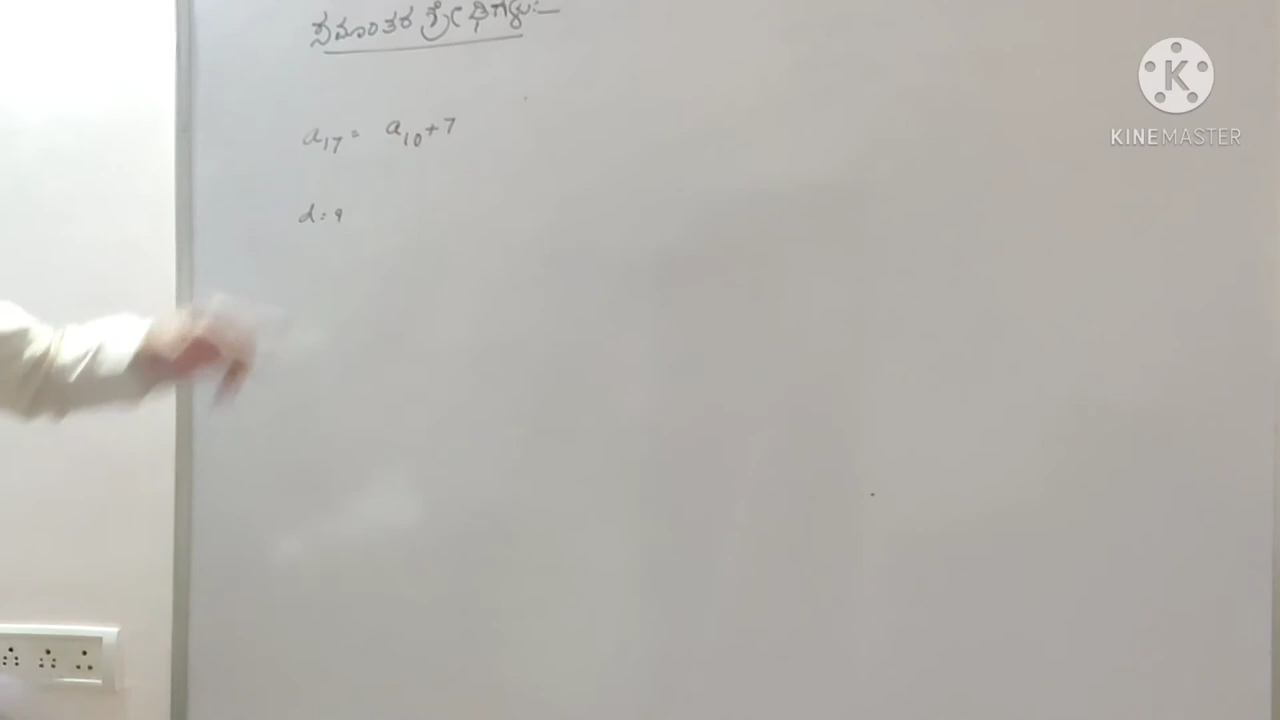 ಸಮಾಂತರ ಶ್ರೇಢಿಗಳು:-
a₁₇ = a₁₀+7
d = ?
K
KINEMASTER